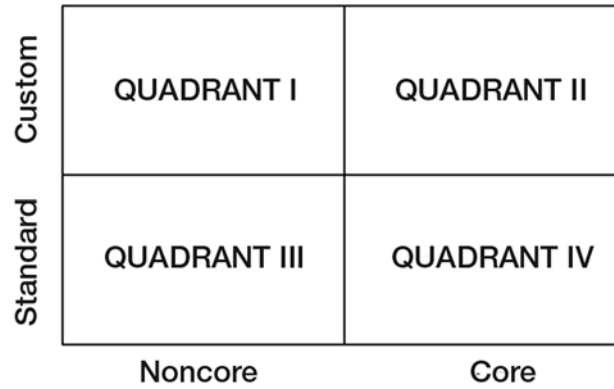 Custom
QUADRANT I
QUADRANT II
Standard
QUADRANT III
QUADRANT IV
Noncore
Core